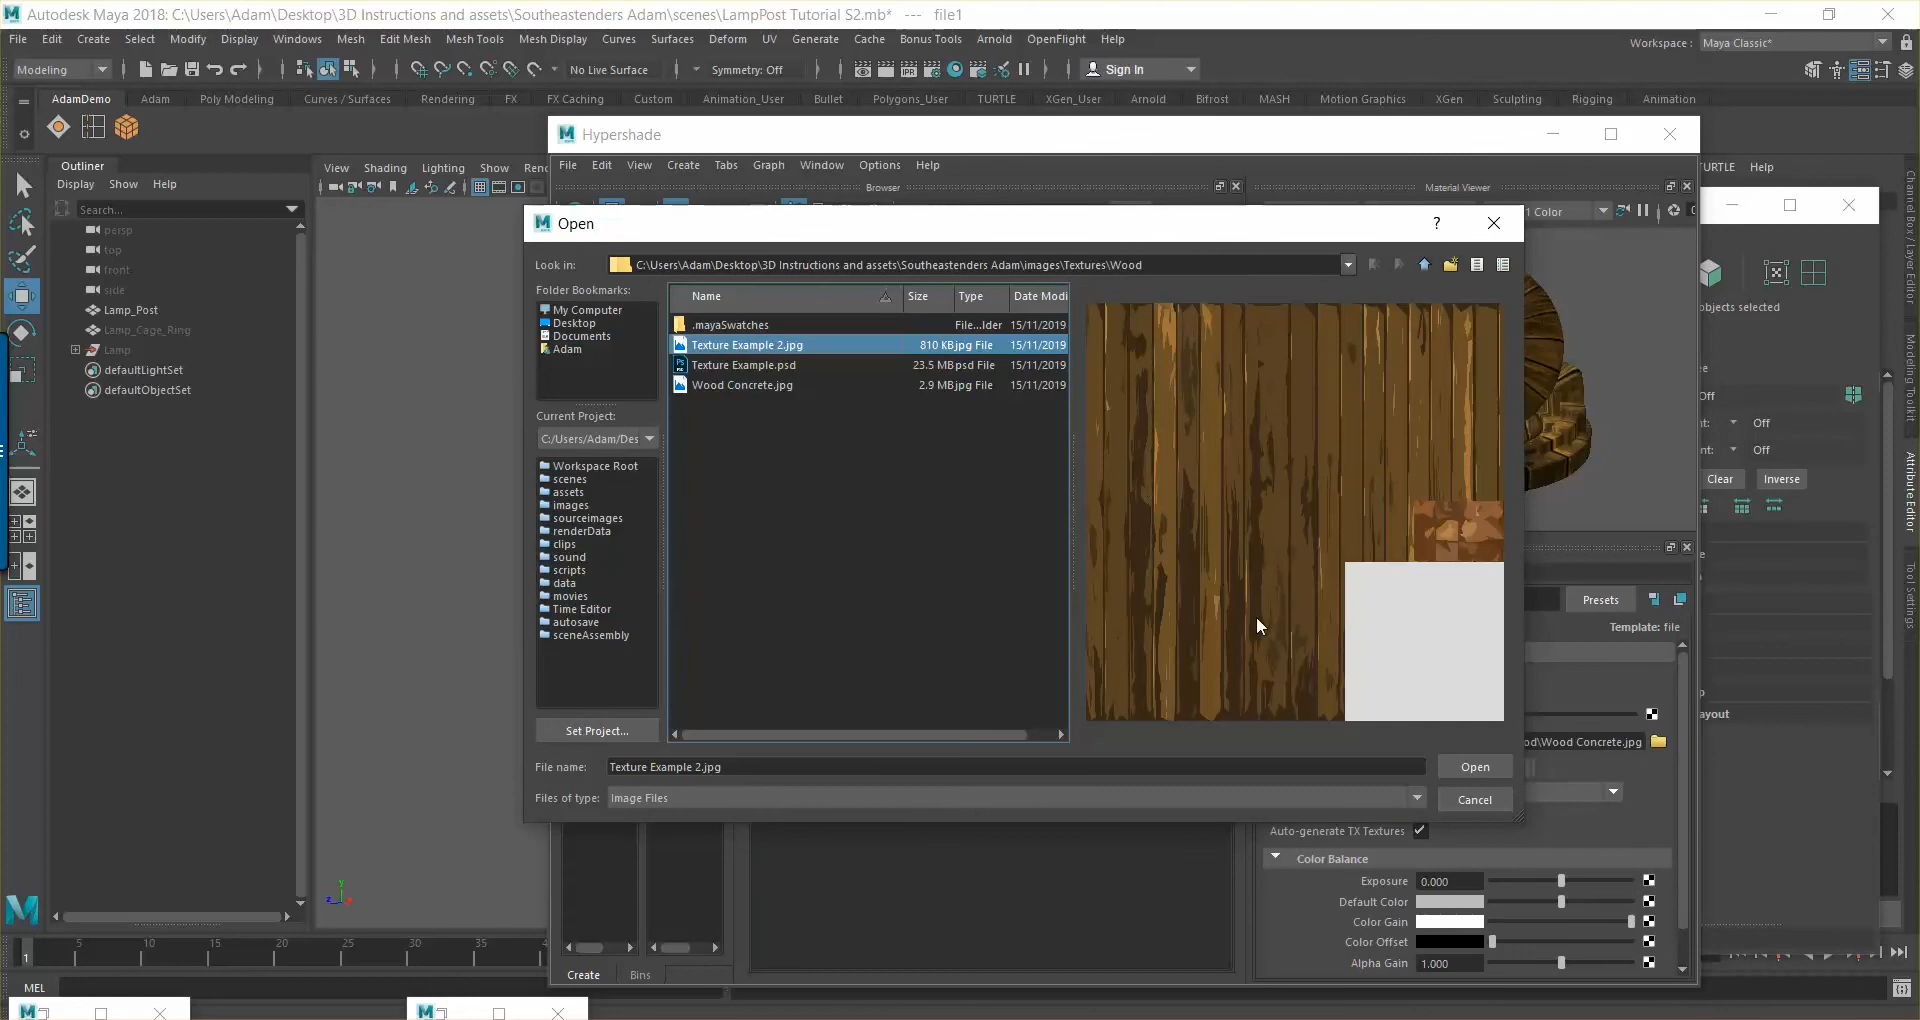 Autodesk Maya 2018: C:\Users\Adam\Desktop\3D Instructions and assets\Southeastenders Adam\scenes\LampPost Tutorial S2.mb* --- file1
File Edit Create Select Modify Display Windows Mesh Edit Mesh Mesh Tools Mesh Display Curves Surfaces Deform UV Generate Cache Bonus Tools Arnold OpenFlight Help
Workspace : Maya Classic*
Modeling No Live Surface Symmetry: Off Sign In
AdamDemo Adam Poly Modeling Curves / Surfaces Rendering FX FX Caching Custom Animation_User Bullet Polygons_User TURTLE XGen_User Arnold Bifrost MASH Motion Graphics XGen Sculpting Rigging Animation
Hypershade
Outliner
View Shading Lighting Show
File Edit View Create Tabs Graph Window Options Help
TURTLE Help
Display Show Help
Browser
Material Viewer
Search...
1 Color
Open
?
persp
top
front
side
Lamp_Post
Lamp_Cage_Ring
Lamp
defaultLightSet
defaultObjectSet
Look in: C:\Users\Adam\Desktop\3D Instructions and assets\Southeastenders Adam\images\Textures\Wood
Folder Bookmarks:
My Computer
Desktop
Documents
Adam
Name Size Type Date Modi
.mayaSwatches File...lder 15/11/2019
Texture Example 2.jpg 810 KB jpg File 15/11/2019
Texture Example.psd 23.5 MB psd File 15/11/2019
Wood Concrete.jpg 2.9 MB jpg File 15/11/2019
objects selected
Current Project:
C:/Users/Adam/Des
Workspace Root
scenes
assets
images
sourceimages
renderData
clips
sound
scripts
data
movies
Time Editor
autosave
sceneAssembly
Set Project...
File name: Texture Example 2.jpg Open
Files of type: Image Files Cancel
Off
Off
Off
Clear Inverse
Presets
Template: file
ayout
od\Wood Concrete.jpg
Auto-generate TX Textures
Color Balance
Exposure 0.000
Default Color
Color Gain
Color Offset
Alpha Gain 1.000
Channel Box / Layer Editor
Modeling Toolkit
Attribute Editor
Tool Settings
Create Bins
1 5 10 15 20 25 30 35
MEL